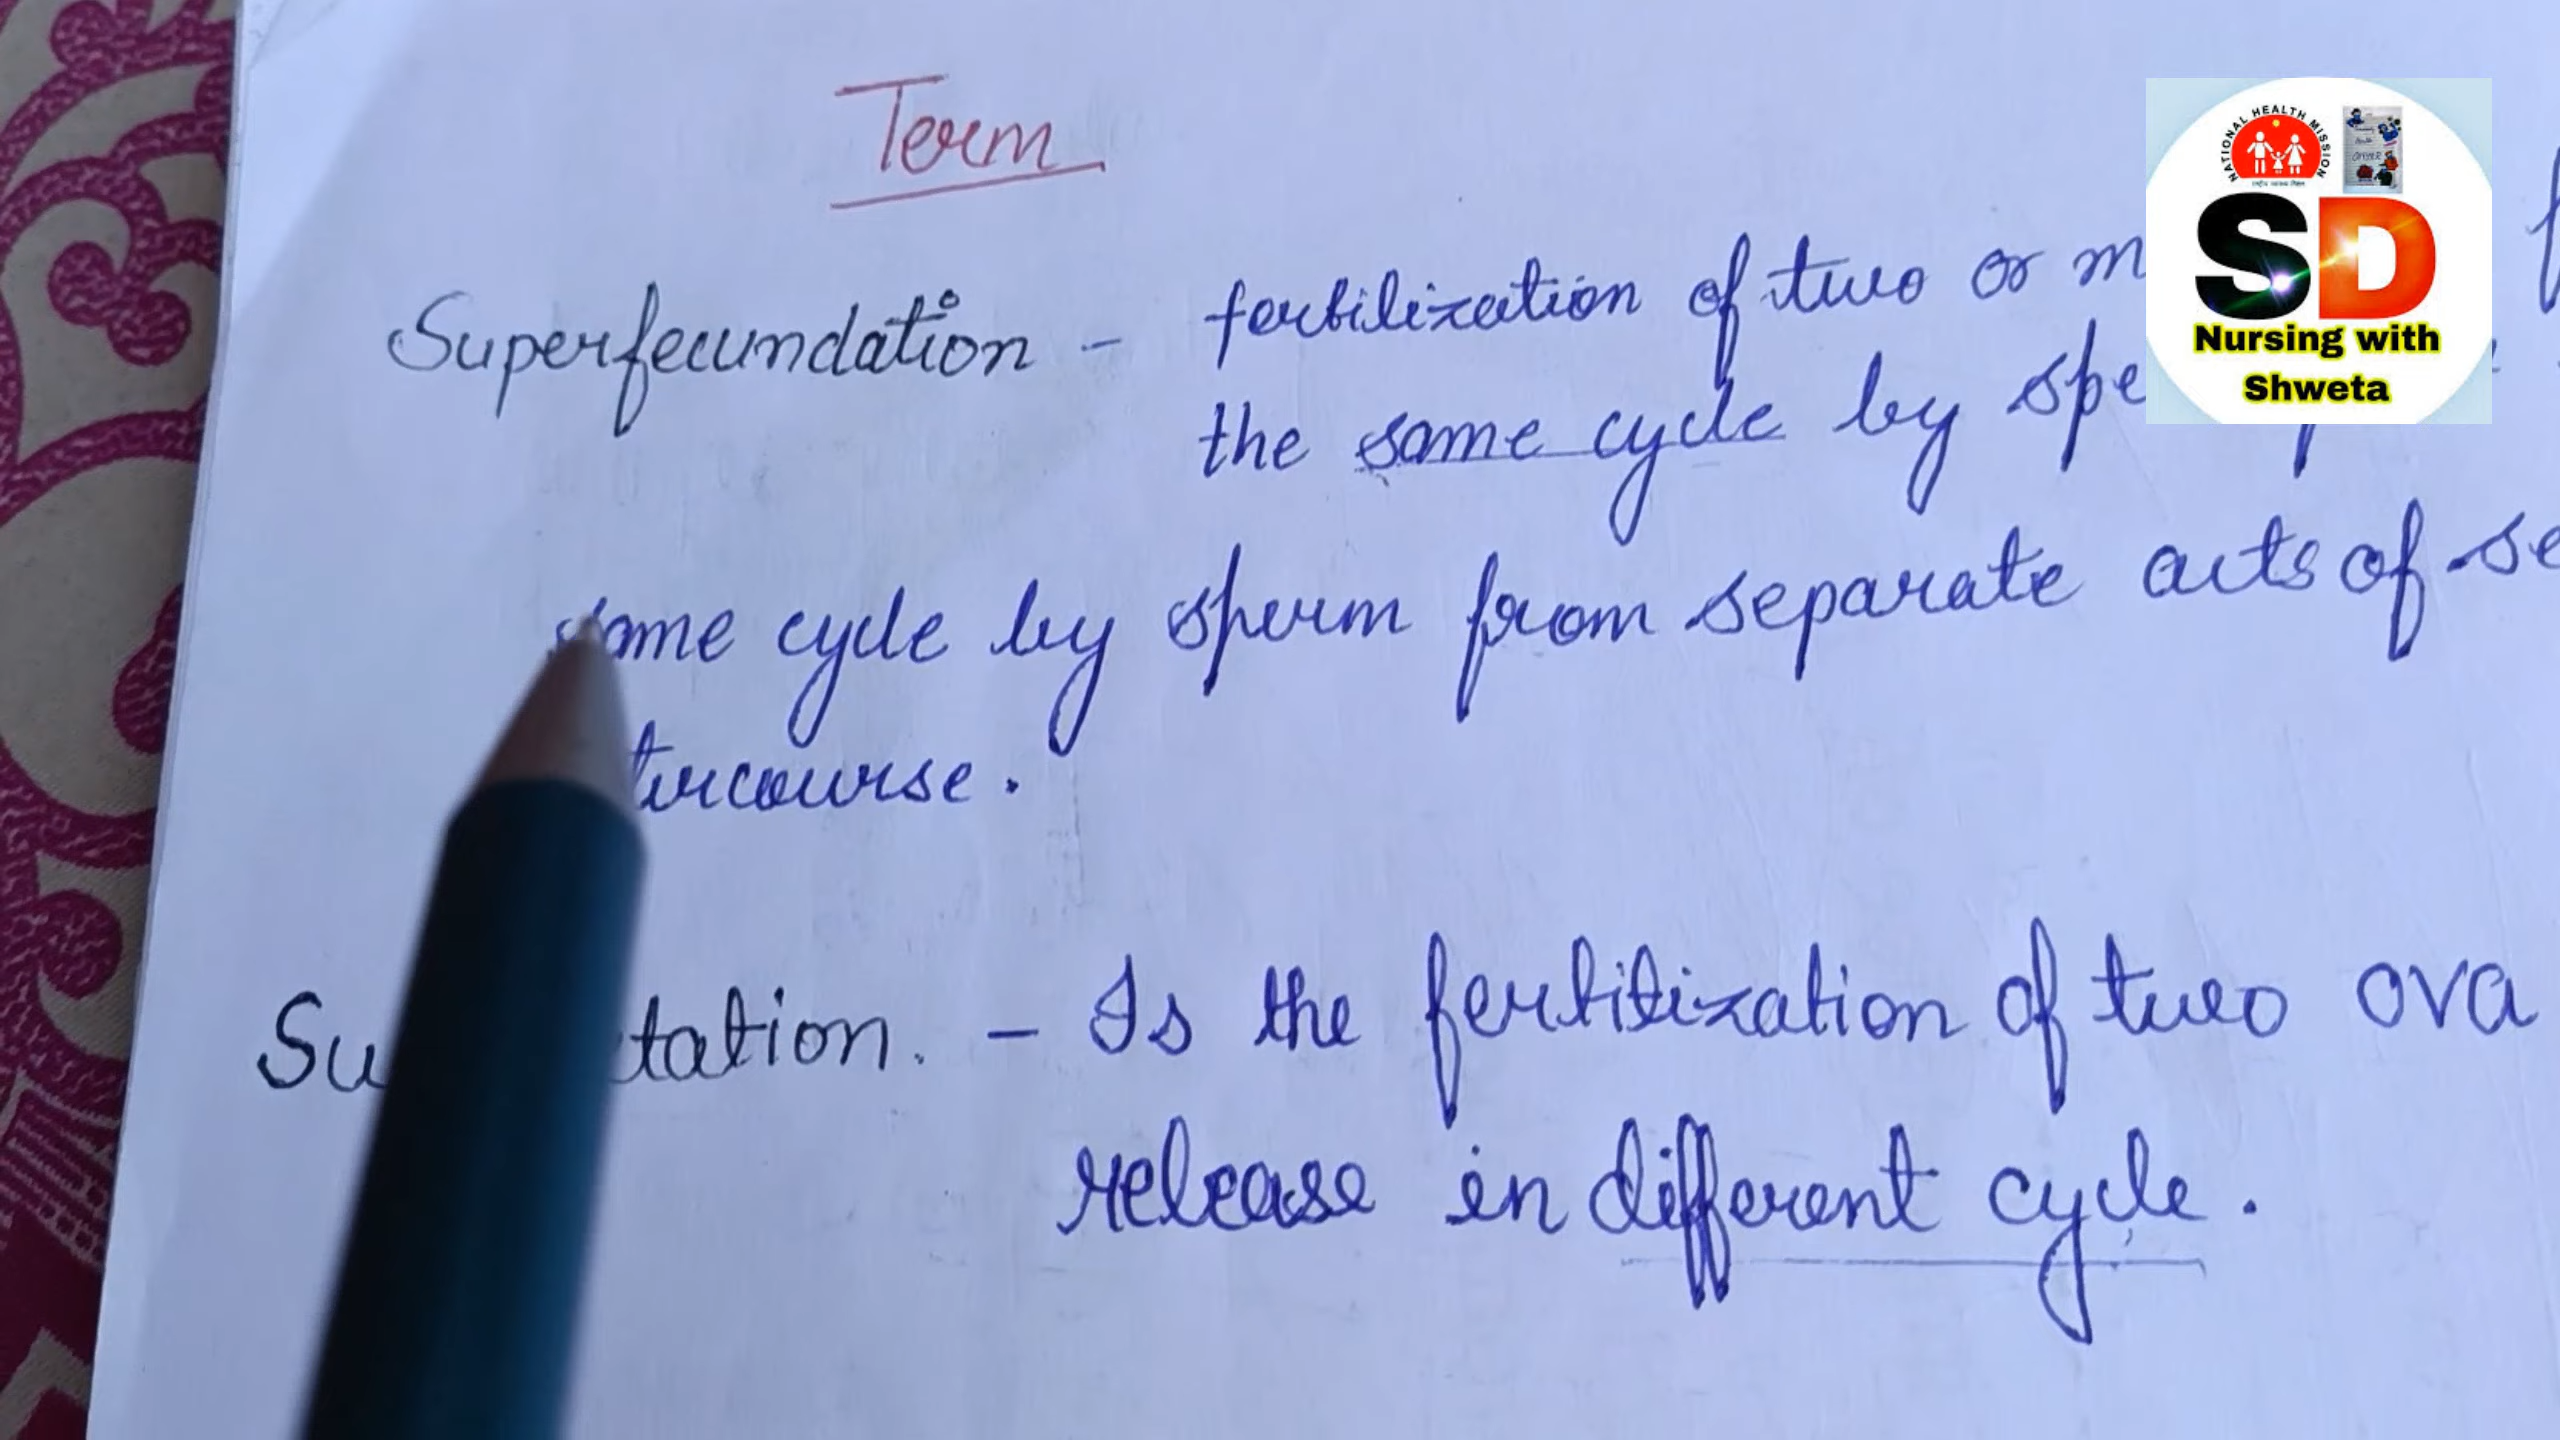 Term
Superfecundation - fertilization of two or m
the same cycle by spe
same cycle by sperm from separate acts of se
tercourse.
Su tation. - Is the fertilization of two ova
release in different cycle.
NATIONAL HEALTH MISSION
SD
Nursing with
Shweta